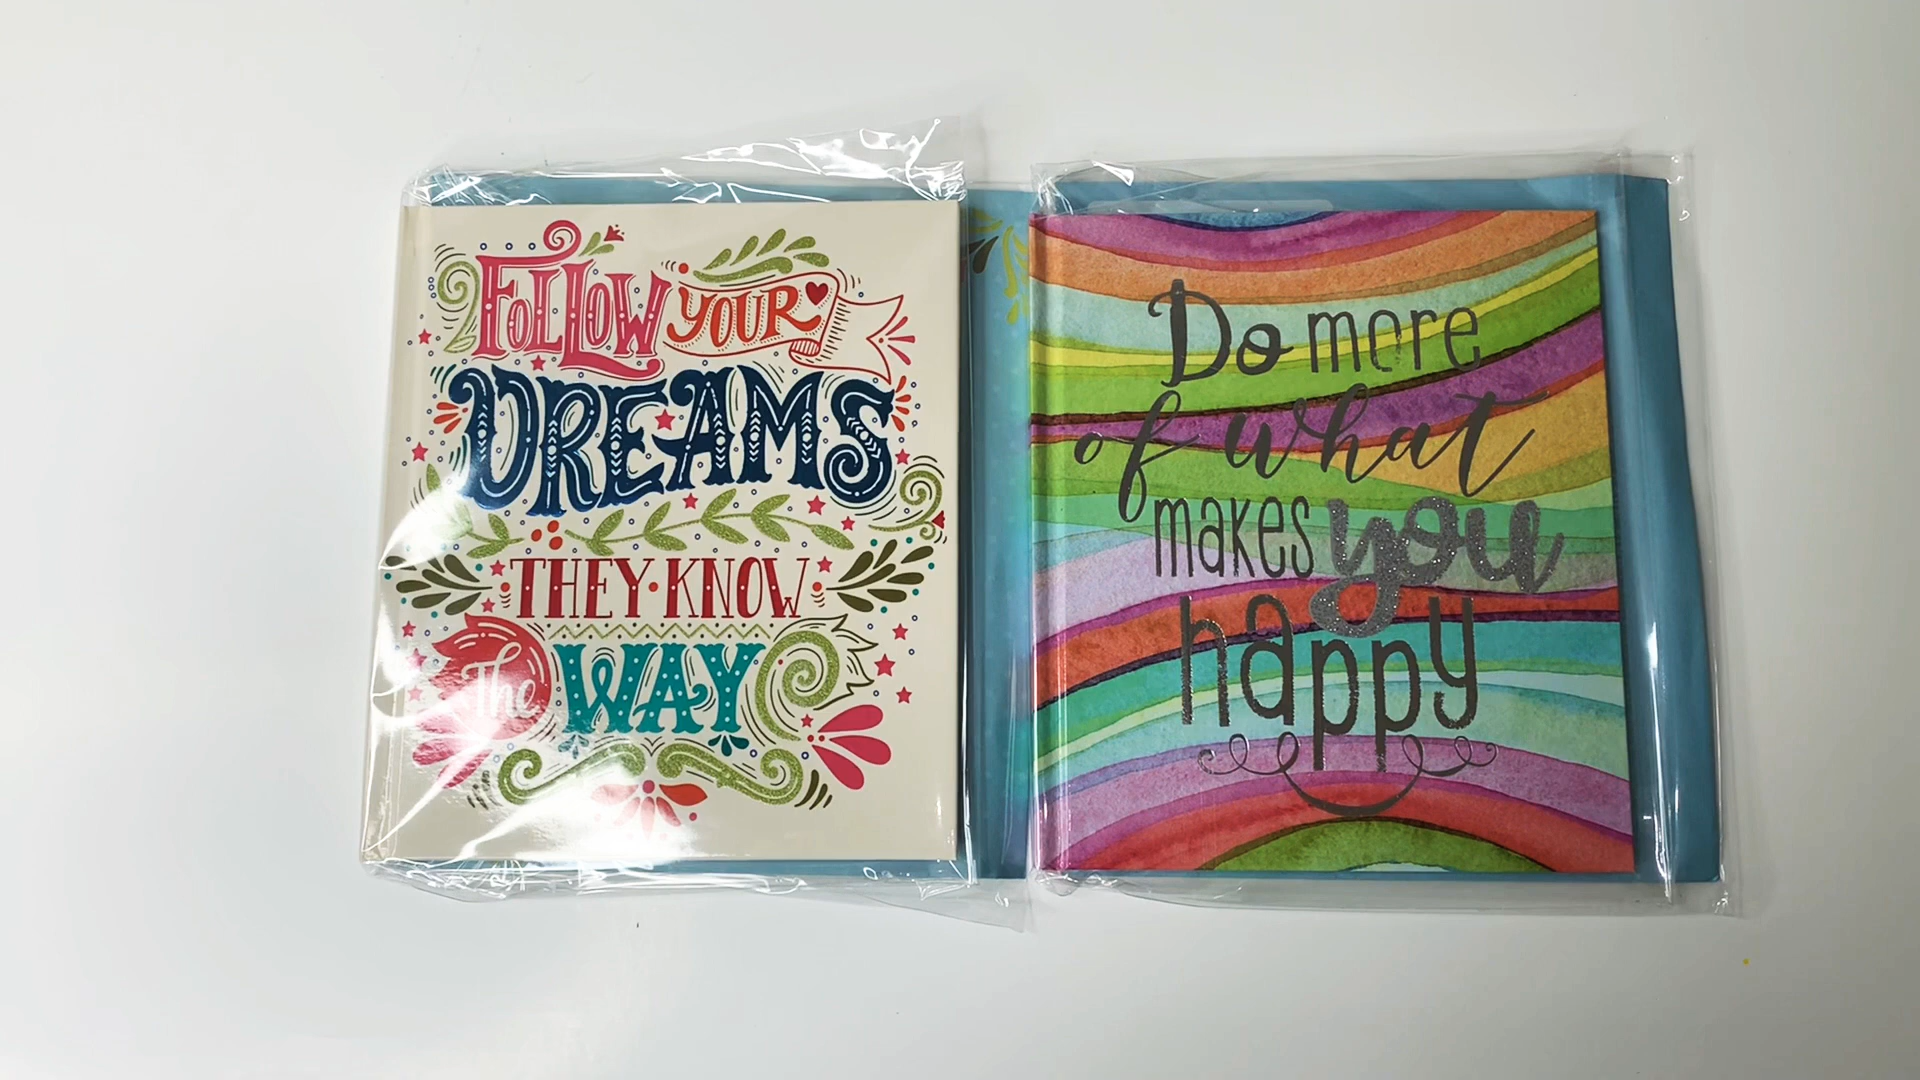 FOLLOW YOUR
DREAMS
THEY KNOW
The WAY
Do more
of what
makes you
happy